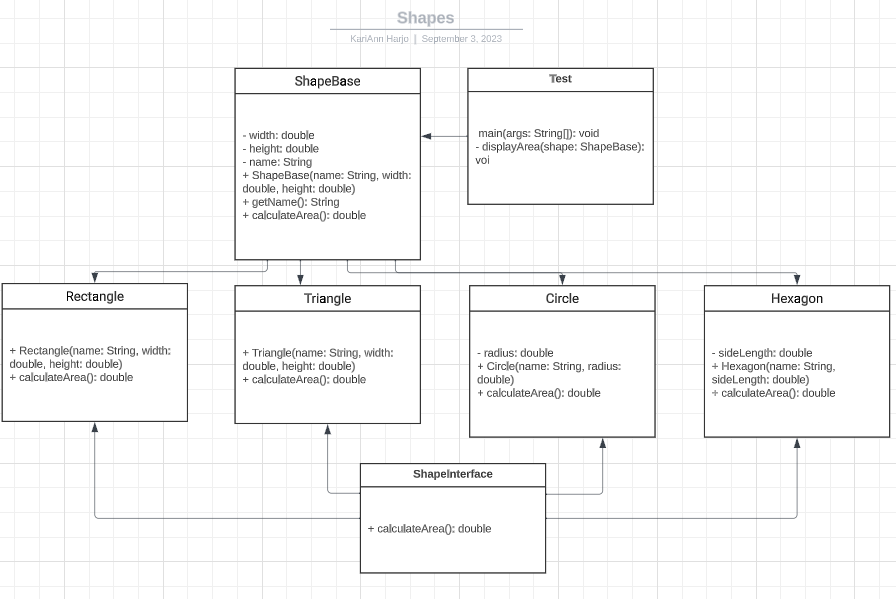 Shapes
KariAnn Harjo | September 3, 2023
ShapeBase
- width: double
- height: double
- name: String
+ ShapeBase(name: String, width:
double, height: double)
+ getName(): String
+ calculateArea(): double
Test
main(args: String[]): void
- displayArea(shape: ShapeBase):
voi
Rectangle
+ Rectangle(name: String, width:
double, height: double)
+ calculateArea(): double
Triangle
+ Triangle(name: String, width:
double, height: double)
+ calculateArea(): double
Circle
- radius: double
+ Circle(name: String, radius:
double)
+ calculateArea(): double
Hexagon
- sideLength: double
+ Hexagon(name: String,
sideLength: double)
+ calculateArea(): double
ShapeInterface
+ calculateArea(): double